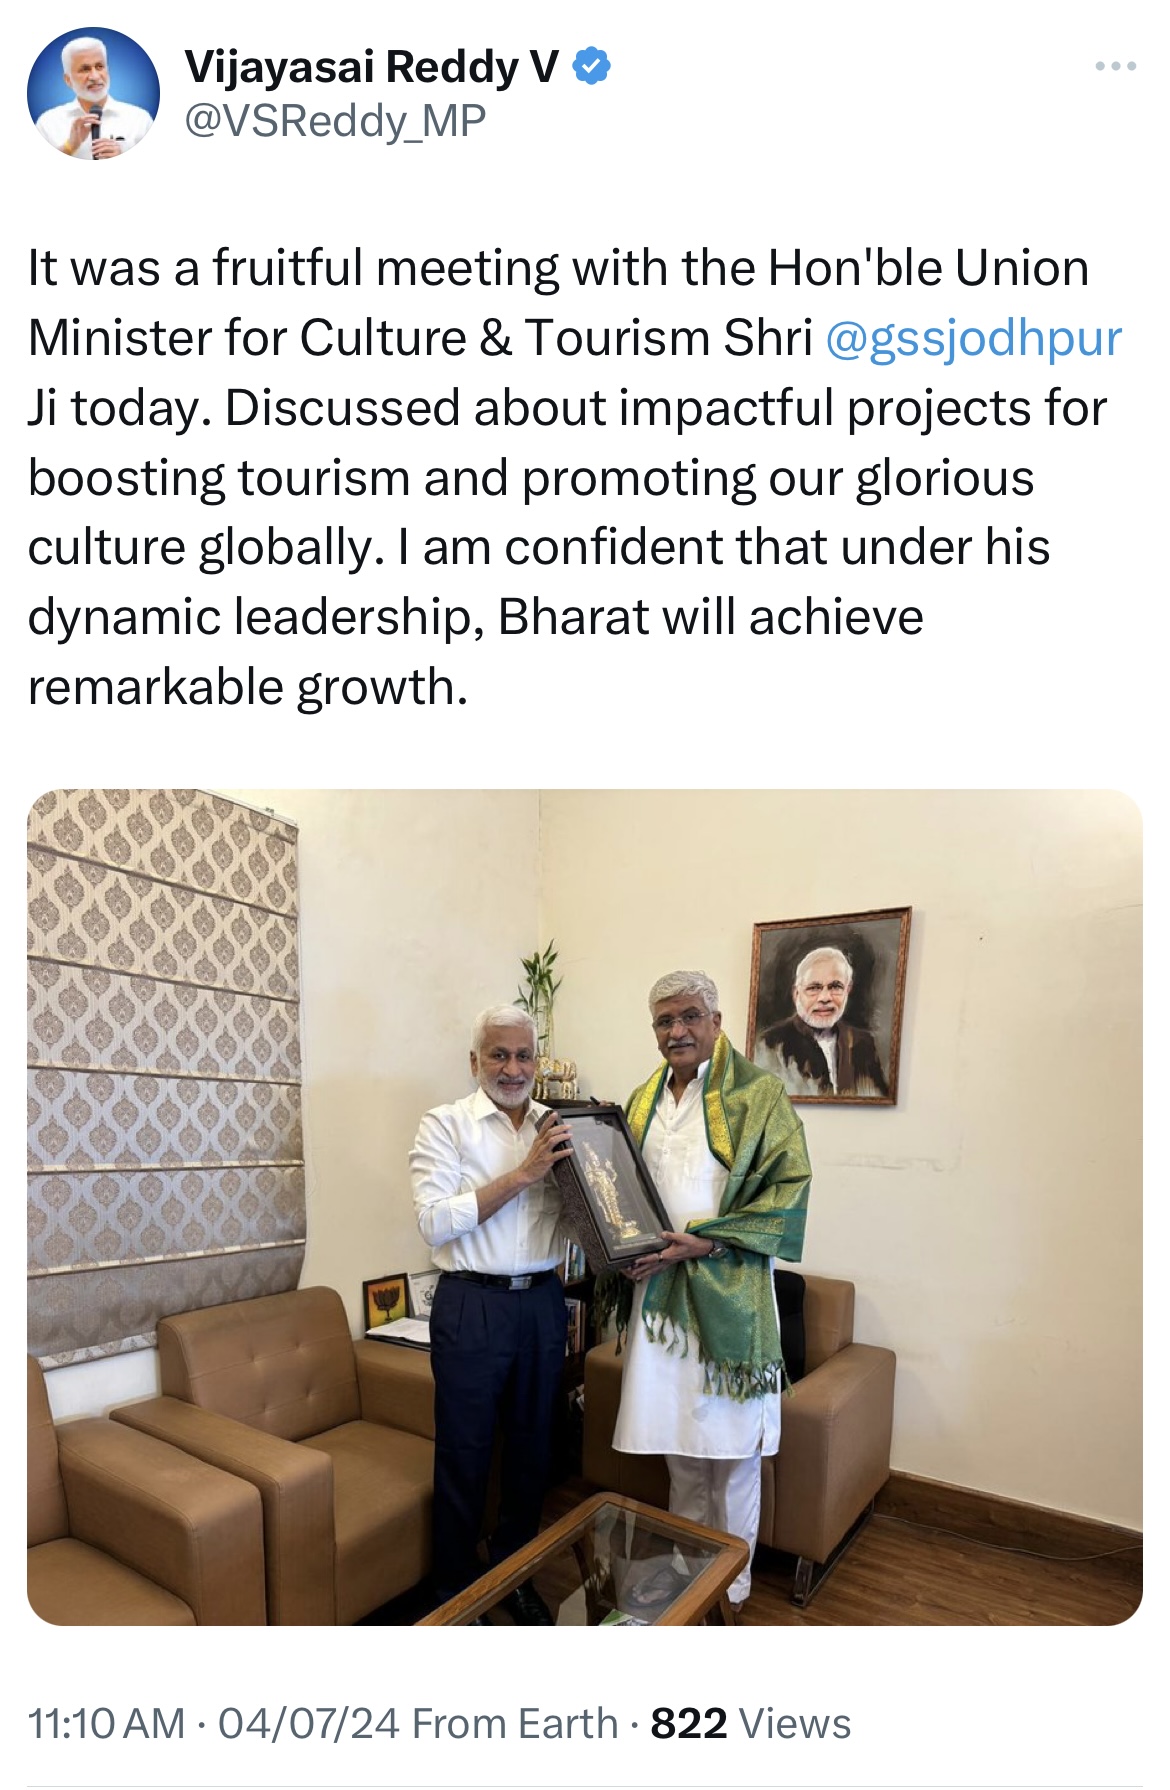 Vijayasai Reddy V
@VSReddy_MP
It was a fruitful meeting with the Hon'ble Union
Minister for Culture & Tourism Shri @gssjodhpur
Ji today. Discussed about impactful projects for
boosting tourism and promoting our glorious
culture globally. I am confident that under his
dynamic leadership, Bharat will achieve
remarkable growth.
11:10 AM · 04/07/24 From Earth · 822 Views